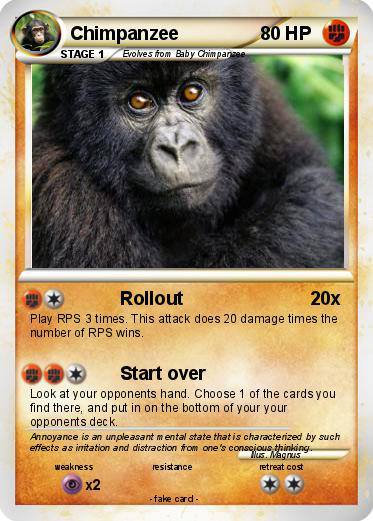 Chimpanzee 80 HP
STAGE 1 Evolves from Baby Chimpanzee
Rollout 20x
Play RPS 3 times. This attack does 20 damage times the
number of RPS wins.
Start over
Look at your opponents hand. Choose 1 of the cards you
find there, and put in on the bottom of your your
opponents deck.
Annoyance is an unpleasant mental state that is characterized by such
effects as irritation and distraction from one's conscious thinking.
Illus. Magnus
weakness resistance retreat cost
x2
- fake card -